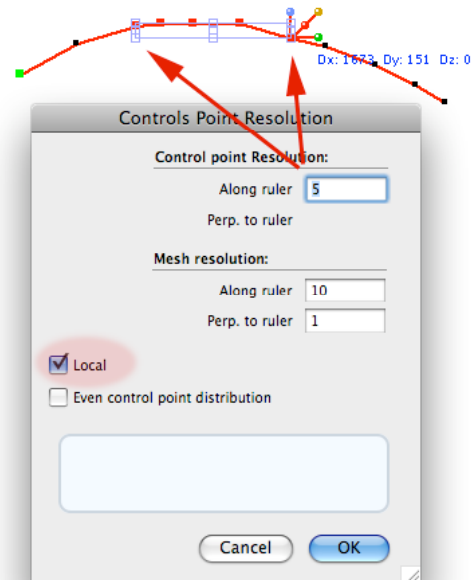 Dx: 1673 Dy: 151 Dz: 0
Controls Point Resolution
Control point Resolution:
Along ruler 5
Perp. to ruler
Mesh resolution:
Along ruler 10
Perp. to ruler 1
Local
Even control point distribution
Cancel OK